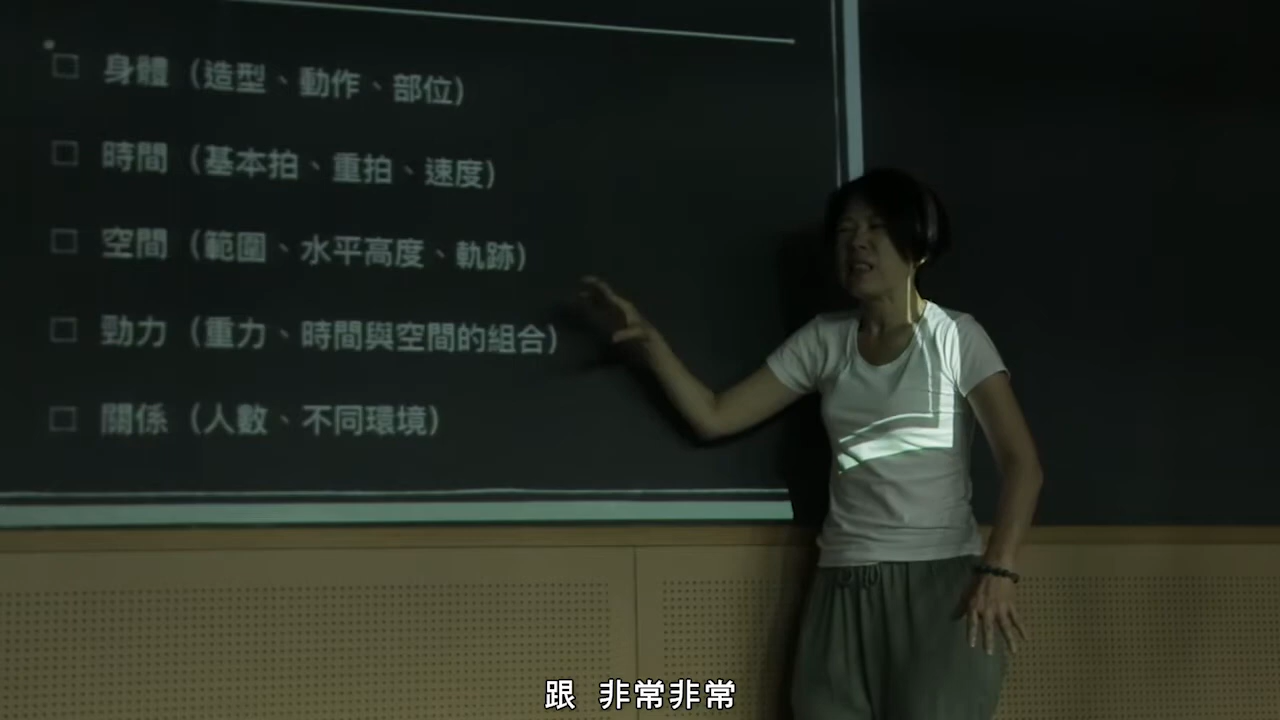 □ 身體（造型、動作、部位）
□ 時間（基本拍、重拍、速度）
□ 空間（範圍、水平高度、軌跡）
□ 勁力（重力、時間與空間的組合）
□ 關係（人數、不同環境）
跟 非常非常